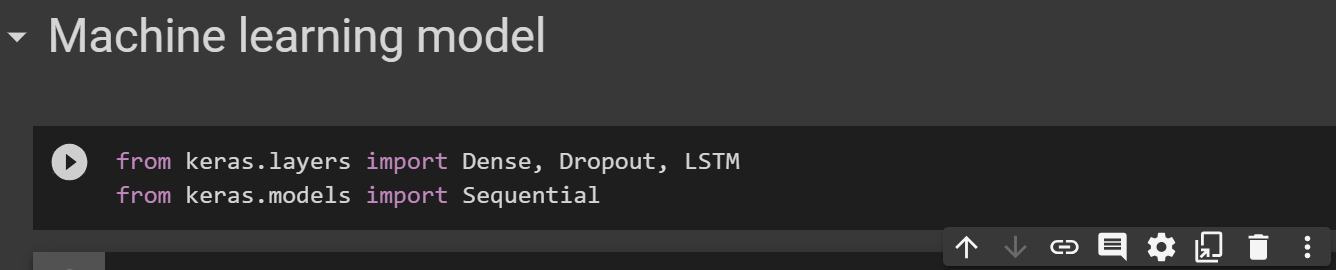 Machine learning model
from keras.layers import Dense, Dropout, LSTM
from keras.models import Sequential